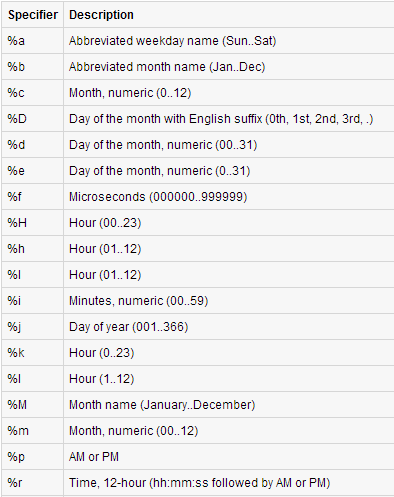 Specifier Description
%a Abbreviated weekday name (Sun..Sat)
%b Abbreviated month name (Jan..Dec)
%c Month, numeric (0..12)
%D Day of the month with English suffix (0th, 1st, 2nd, 3rd, .)
%d Day of the month, numeric (00..31)
%e Day of the month, numeric (0..31)
%f Microseconds (000000..999999)
%H Hour (00..23)
%h Hour (01..12)
%I Hour (01..12)
%i Minutes, numeric (00..59)
%j Day of year (001..366)
%k Hour (0..23)
%l Hour (1..12)
%M Month name (January..December)
%m Month, numeric (00..12)
%p AM or PM
%r Time, 12-hour (hh:mm:ss followed by AM or PM)